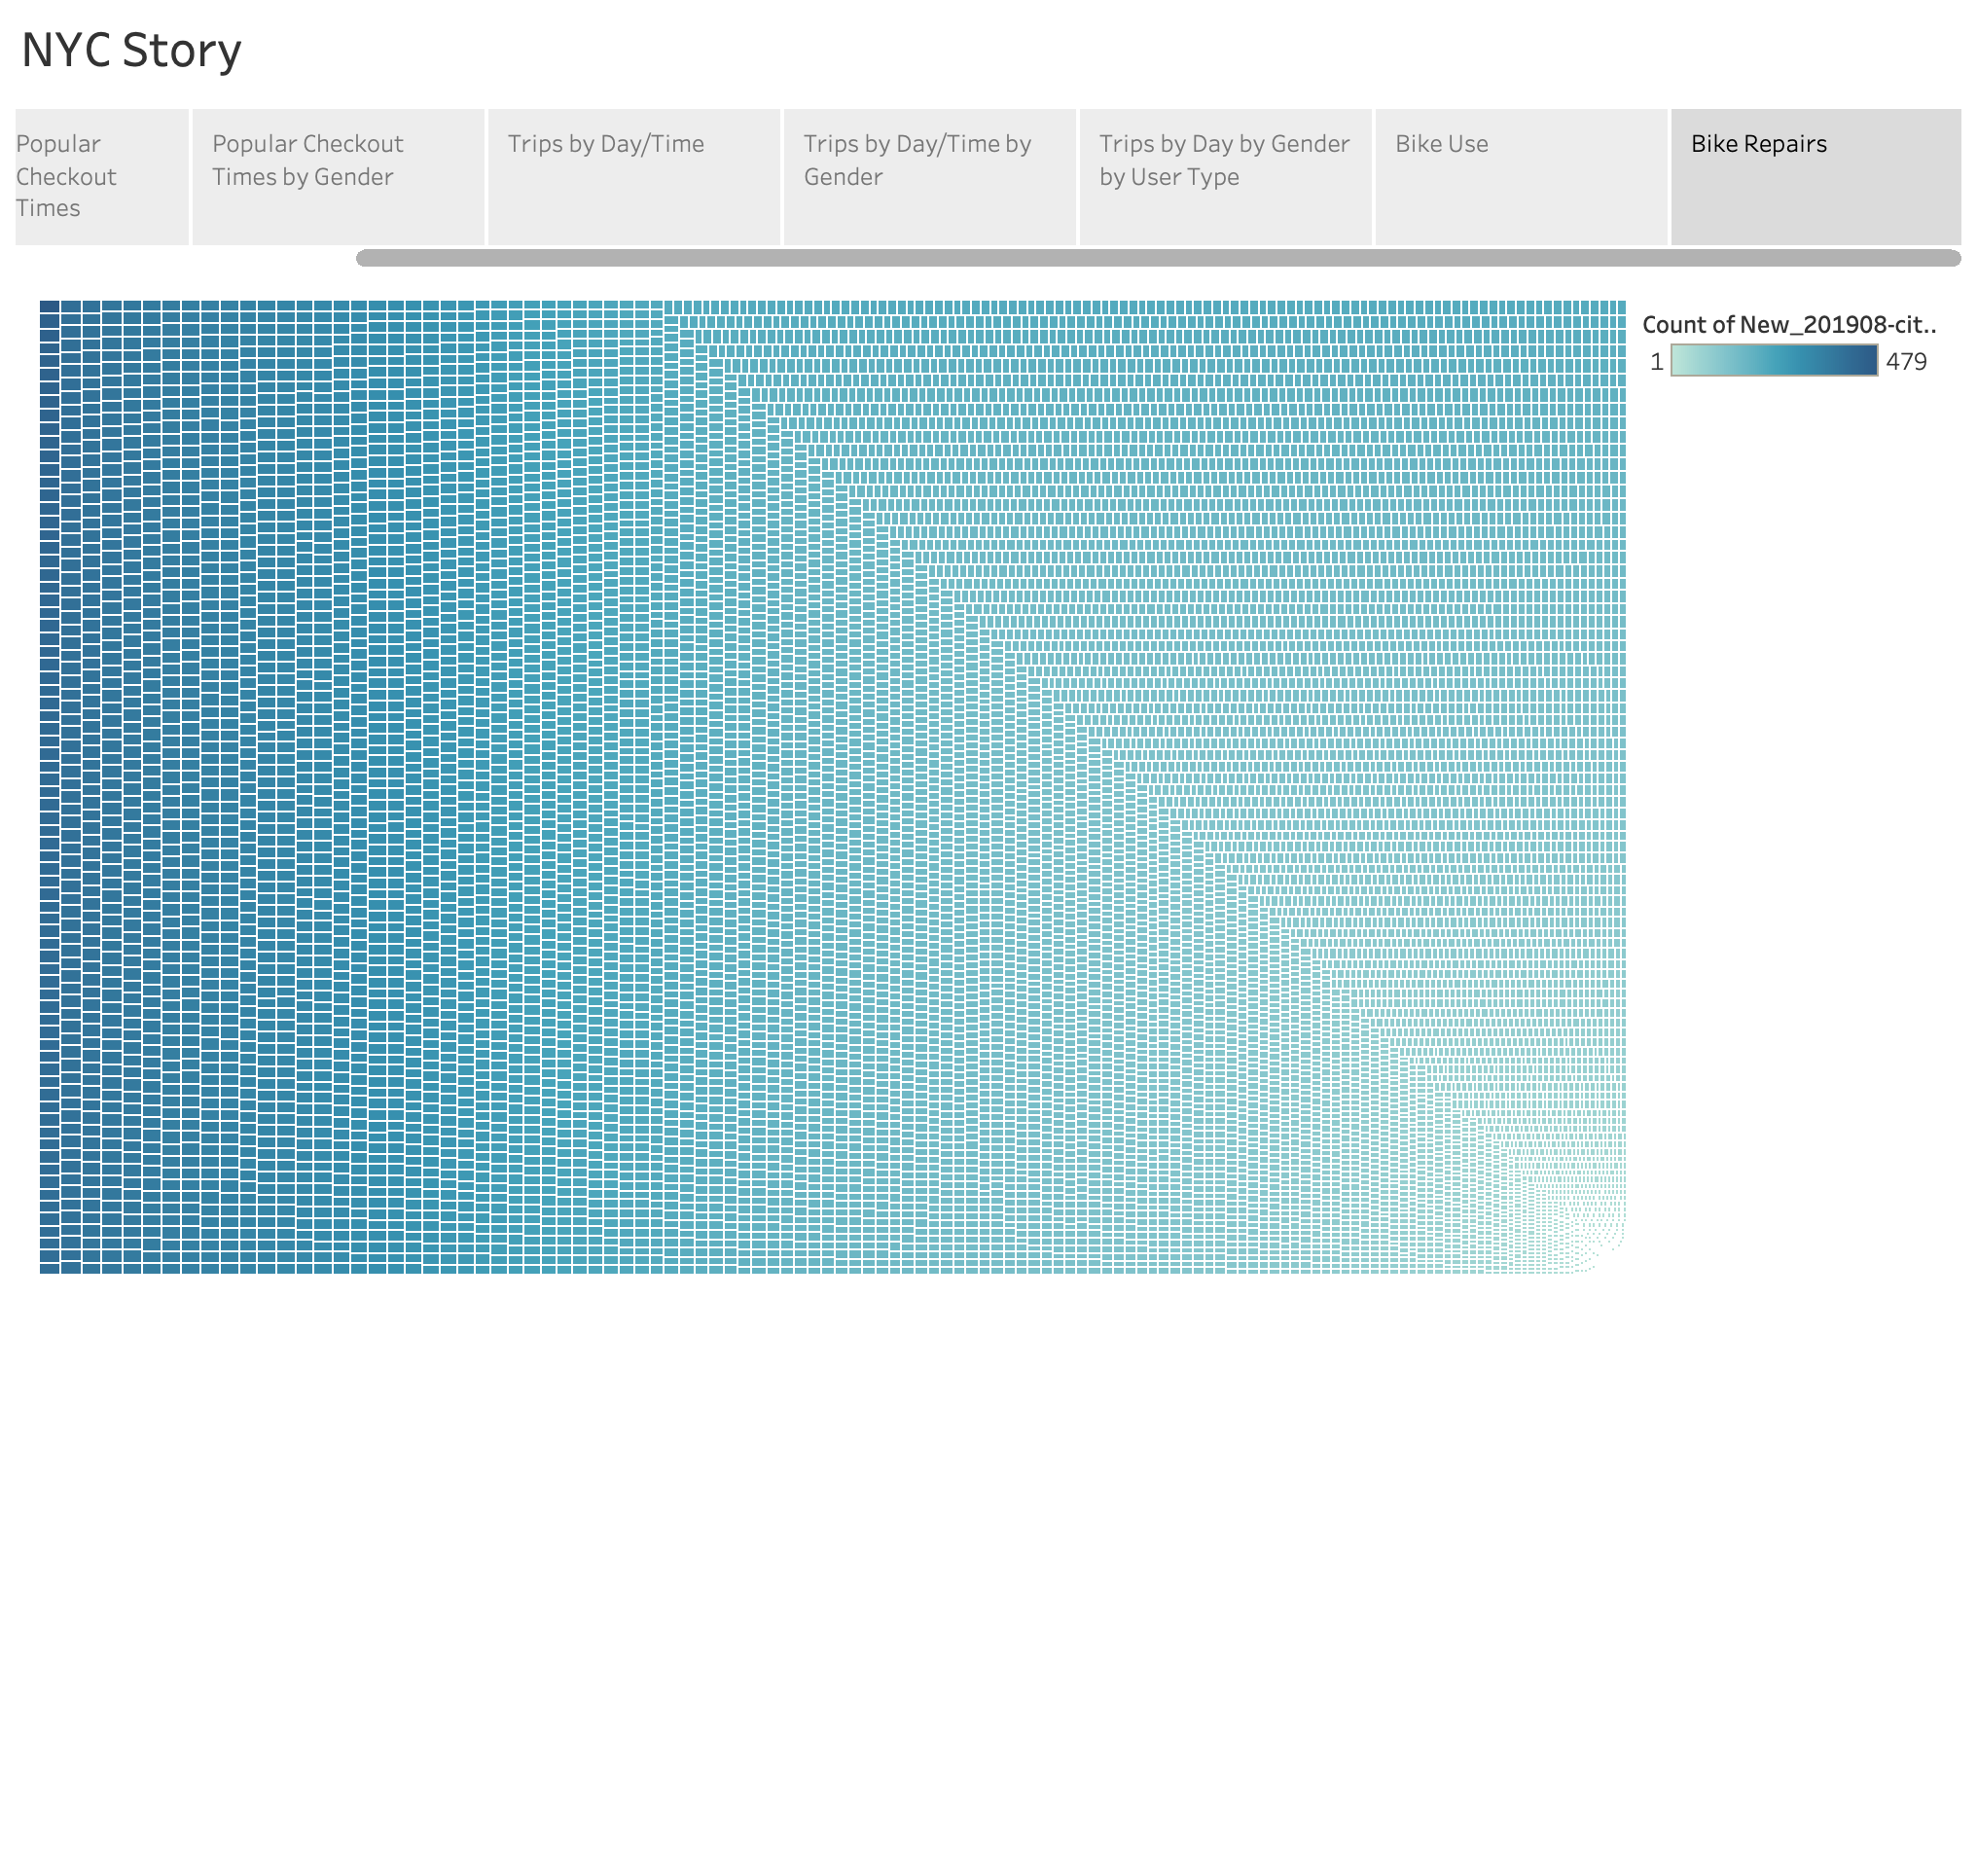 NYC Story
Popular
Checkout
Times
Popular Checkout
Times by Gender
Trips by Day/Time
Trips by Day/Time by
Gender
Trips by Day by Gender
by User Type
Bike Use
Bike Repairs
Count of New_201908-cit..
1 479